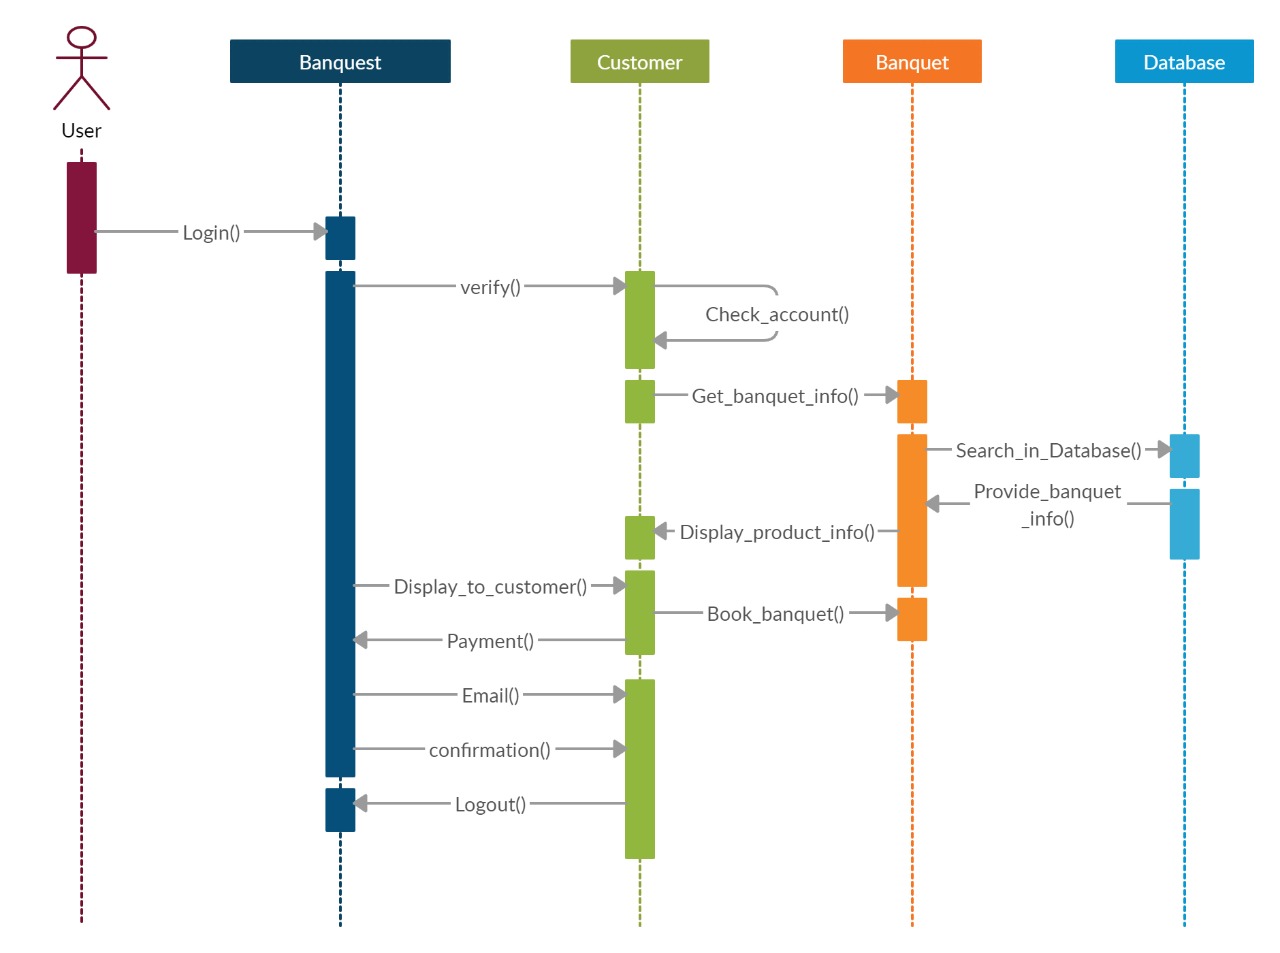 Banquest
Customer
Banquet
Database
User
Login()
verify()
Check_account()
Get_banquet_info()
Search_in_Database()
Provide_banquet
_info()
Display_product_info()
Display_to_customer()
Book_banquet()
Payment()
Email()
confirmation()
Logout()